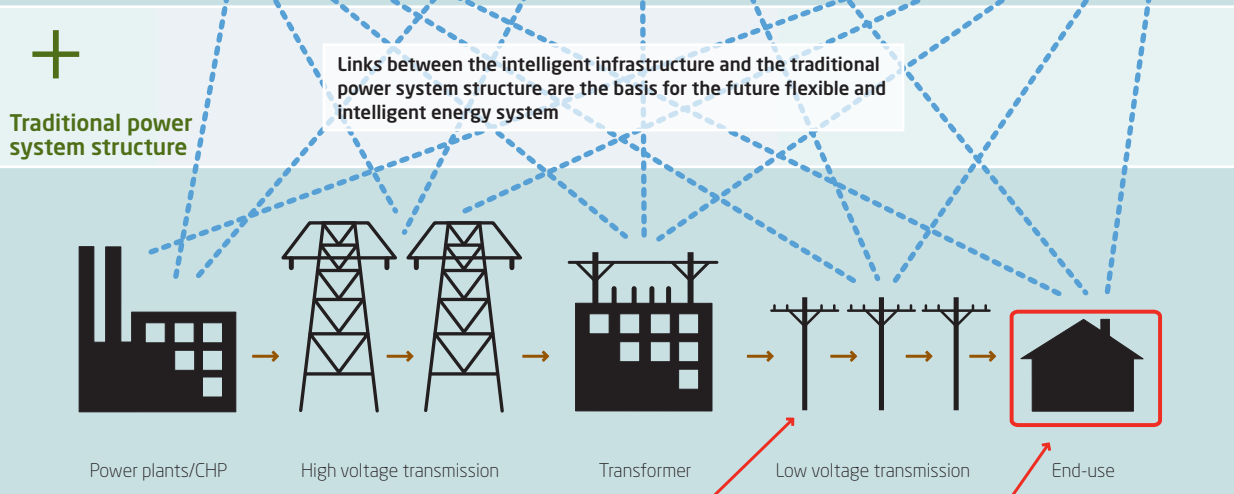 +
Traditional power
system structure
Links between the intelligent infrastructure and the traditional
power system structure are the basis for the future flexible and
intelligent energy system
Power plants/CHP
High voltage transmission
Transformer
Low voltage transmission
End-use